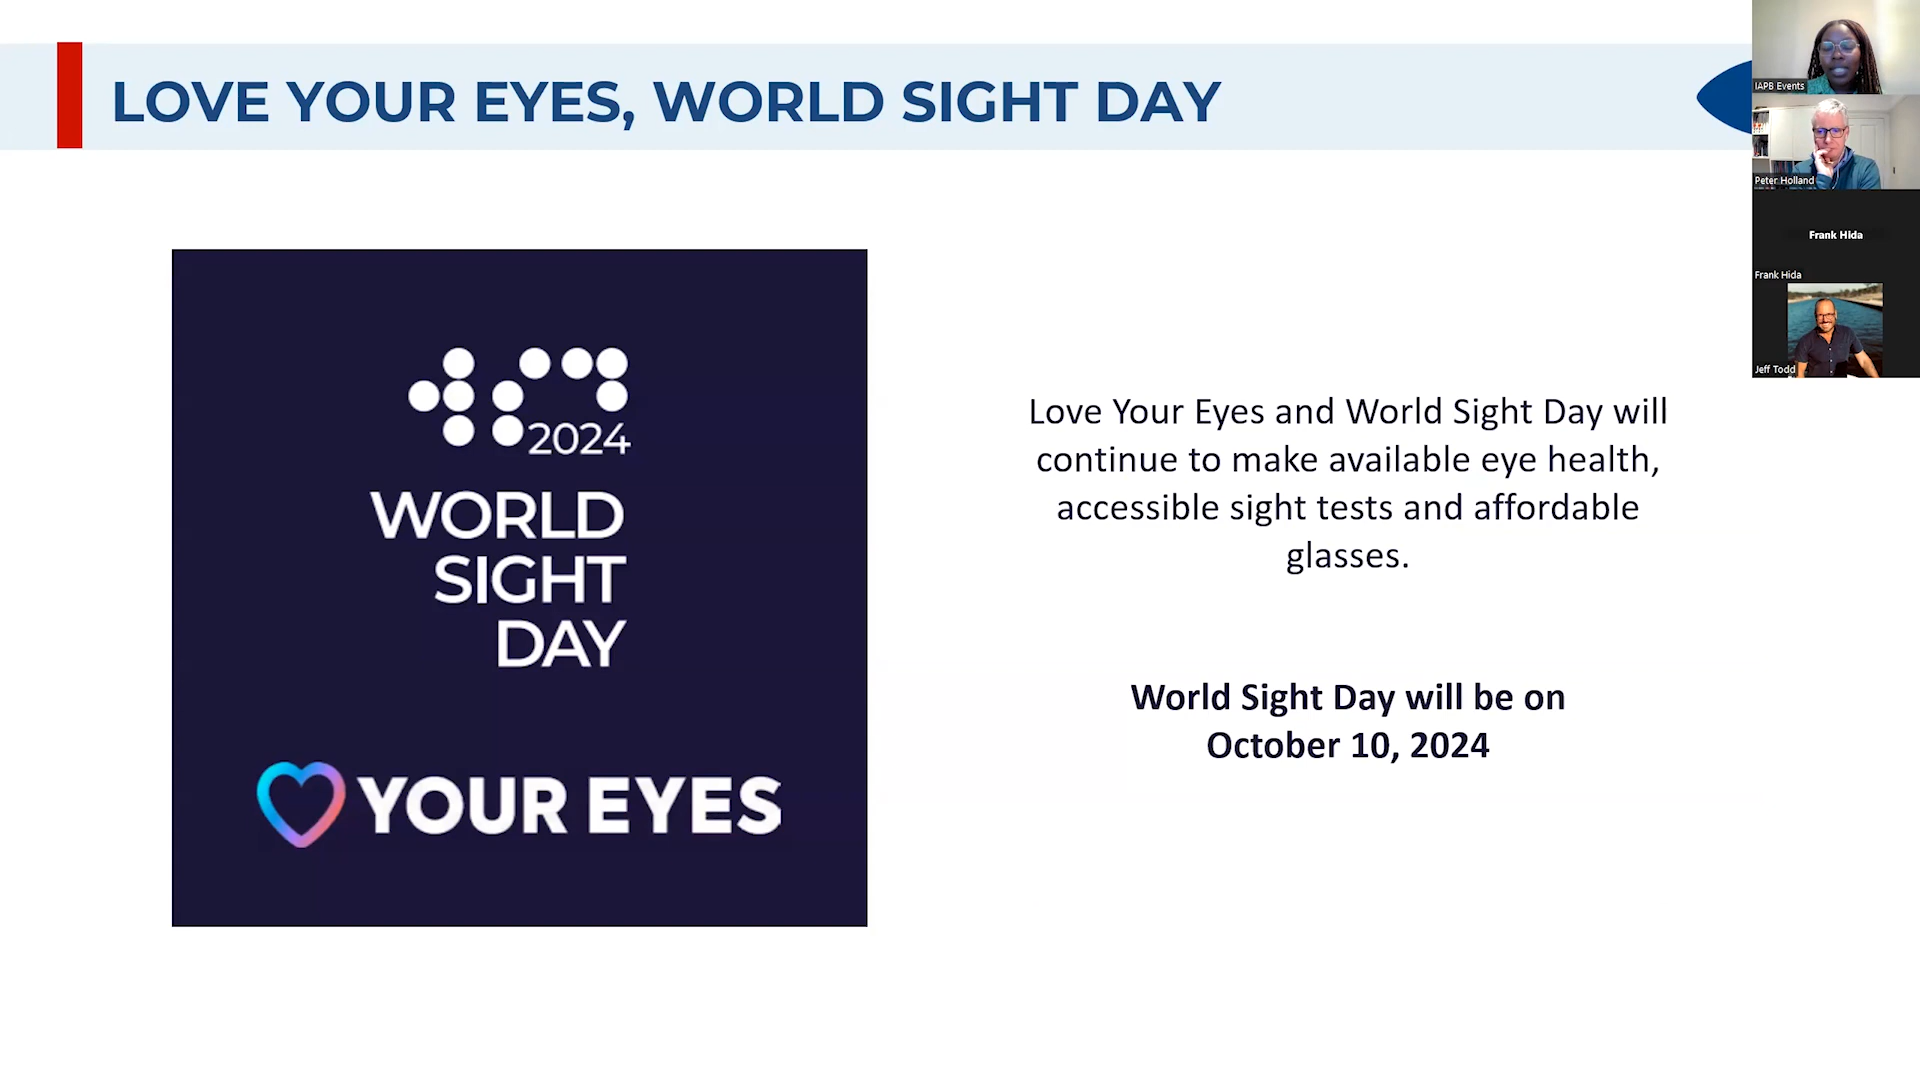 LOVE YOUR EYES, WORLD SIGHT DAY
10
2024
WORLD
SIGHT
DAY
YOUR EYES
Love Your Eyes and World Sight Day will
continue to make available eye health,
accessible sight tests and affordable
glasses.
World Sight Day will be on
October 10, 2024
IAPB Events
Peter Holland
Frank Hida
Frank Hida
Jeff Todd